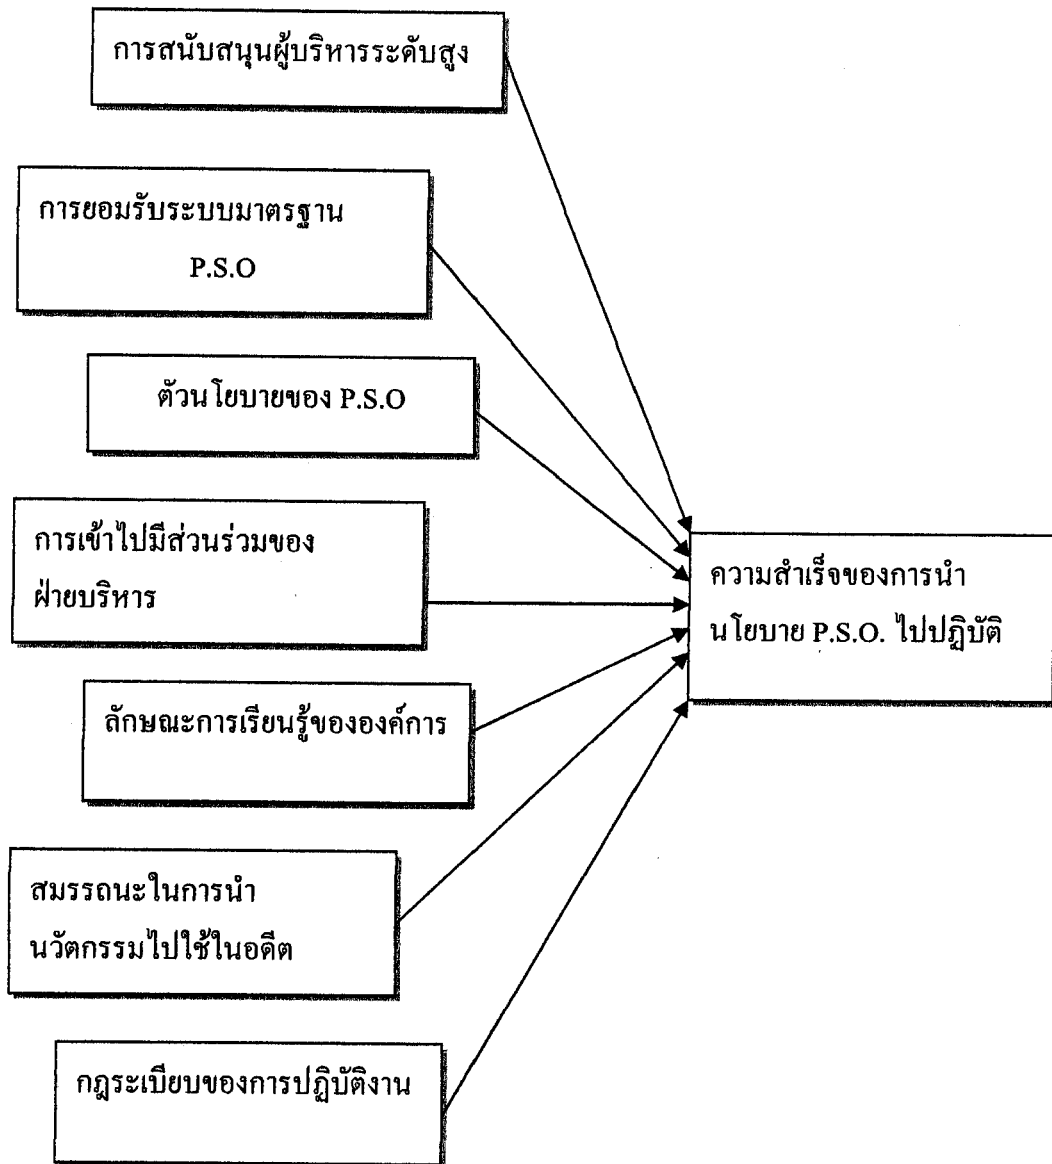 การสนับสนุนผู้บริหารระดับสูง
การยอมรับระบบมาตรฐาน
P.S.O
ตัวนโยบายของ P.S.O
การเข้าไปมีส่วนร่วมของ
ฝ่ายบริหาร
ความสำเร็จของการนำ
นโยบาย P.S.O. ไปปฏิบัติ
ลักษณะการเรียนรู้ขององค์การ
สมรรถนะในการนำ
นวัตกรรมไปใช้ในอดีต
กฎระเบียบของการปฏิบัติงาน